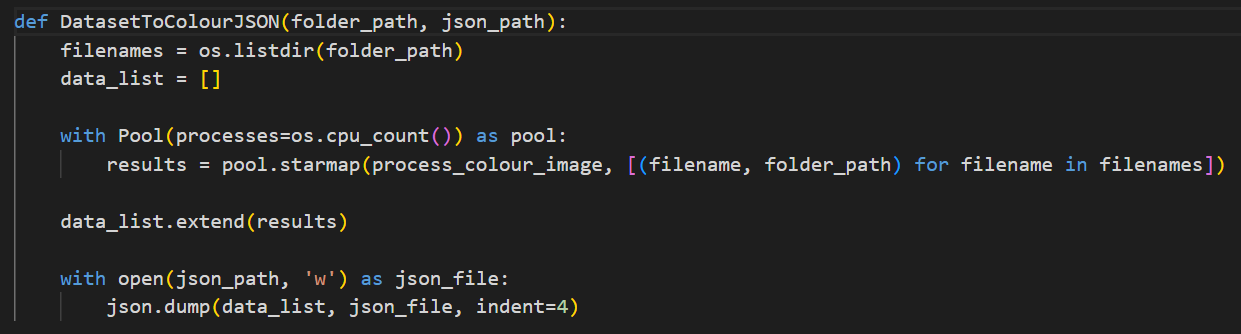 def DatasetToColourJSON(folder_path, json_path):
    filenames = os.listdir(folder_path)
    data_list = []
    with Pool(processes=os.cpu_count()) as pool:
        results = pool.starmap(process_colour_image, [(filename, folder_path) for filename in filenames])
    data_list.extend(results)
    with open(json_path, 'w') as json_file:
        json.dump(data_list, json_file, indent=4)